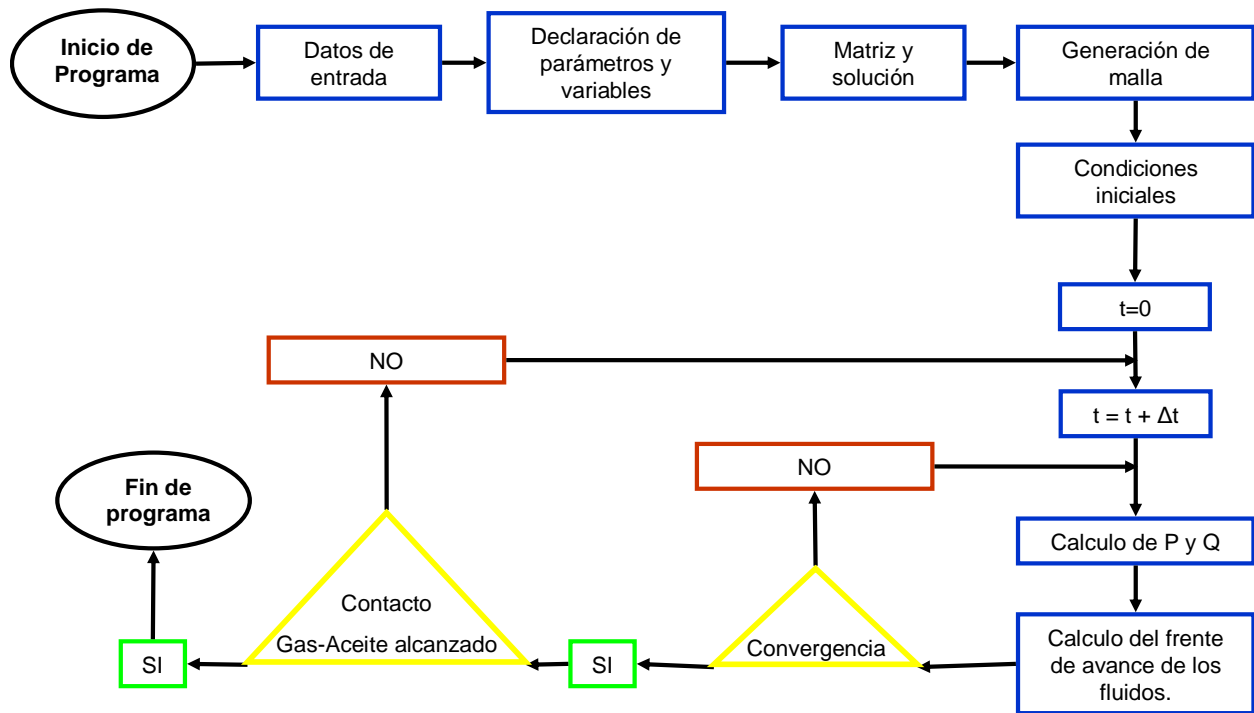 Inicio de
Programa
Datos de
entrada
Declaración de
parámetros y
variables
Matriz y
solución
Generación de
malla
Condiciones
iniciales
t=0
NO
t = t + Δt
NO
Fin de
programa
Calculo de P y Q
Contacto
Gas-Aceite alcanzado
Convergencia
Calculo del frente
de avance de los
fluidos.
SI
SI